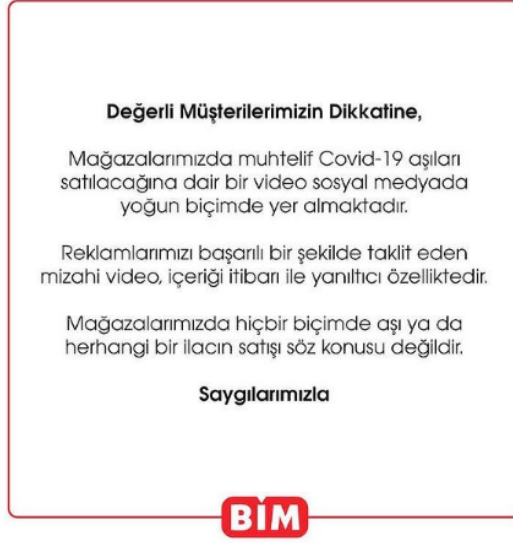 Değerli Müşterilerimizin Dikkatine,
Mağazalarımızda muhtelif Covid-19 aşıları
satılacağına dair bir video sosyal medyada
yoğun biçimde yer almaktadır.
Reklamlarımızı başarılı bir şekilde taklit eden
mizahi video, içeriği itibarı ile yanıltıcı özelliktedir.
Mağazalarımızda hiçbir biçimde aşı ya da
herhangi bir ilacın satışı söz konusu değildir.
Saygılarımızla
BİM